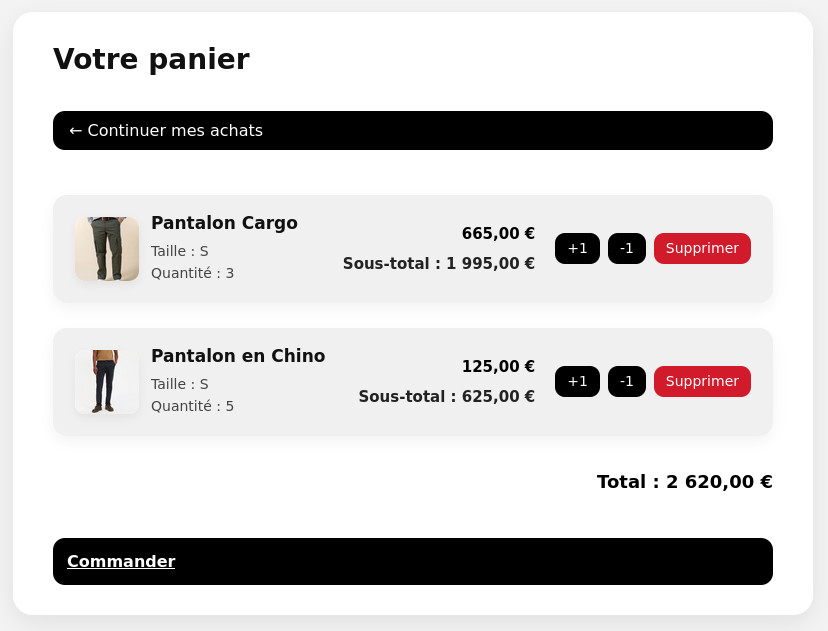 Votre panier
← Continuer mes achats
Pantalon Cargo
Taille : S
Quantité : 3
665,00 €
Sous-total : 1 995,00 €
+1
-1
Supprimer
Pantalon en Chino
Taille : S
Quantité : 5
125,00 €
Sous-total : 625,00 €
+1
-1
Supprimer
Total : 2 620,00 €
Commander